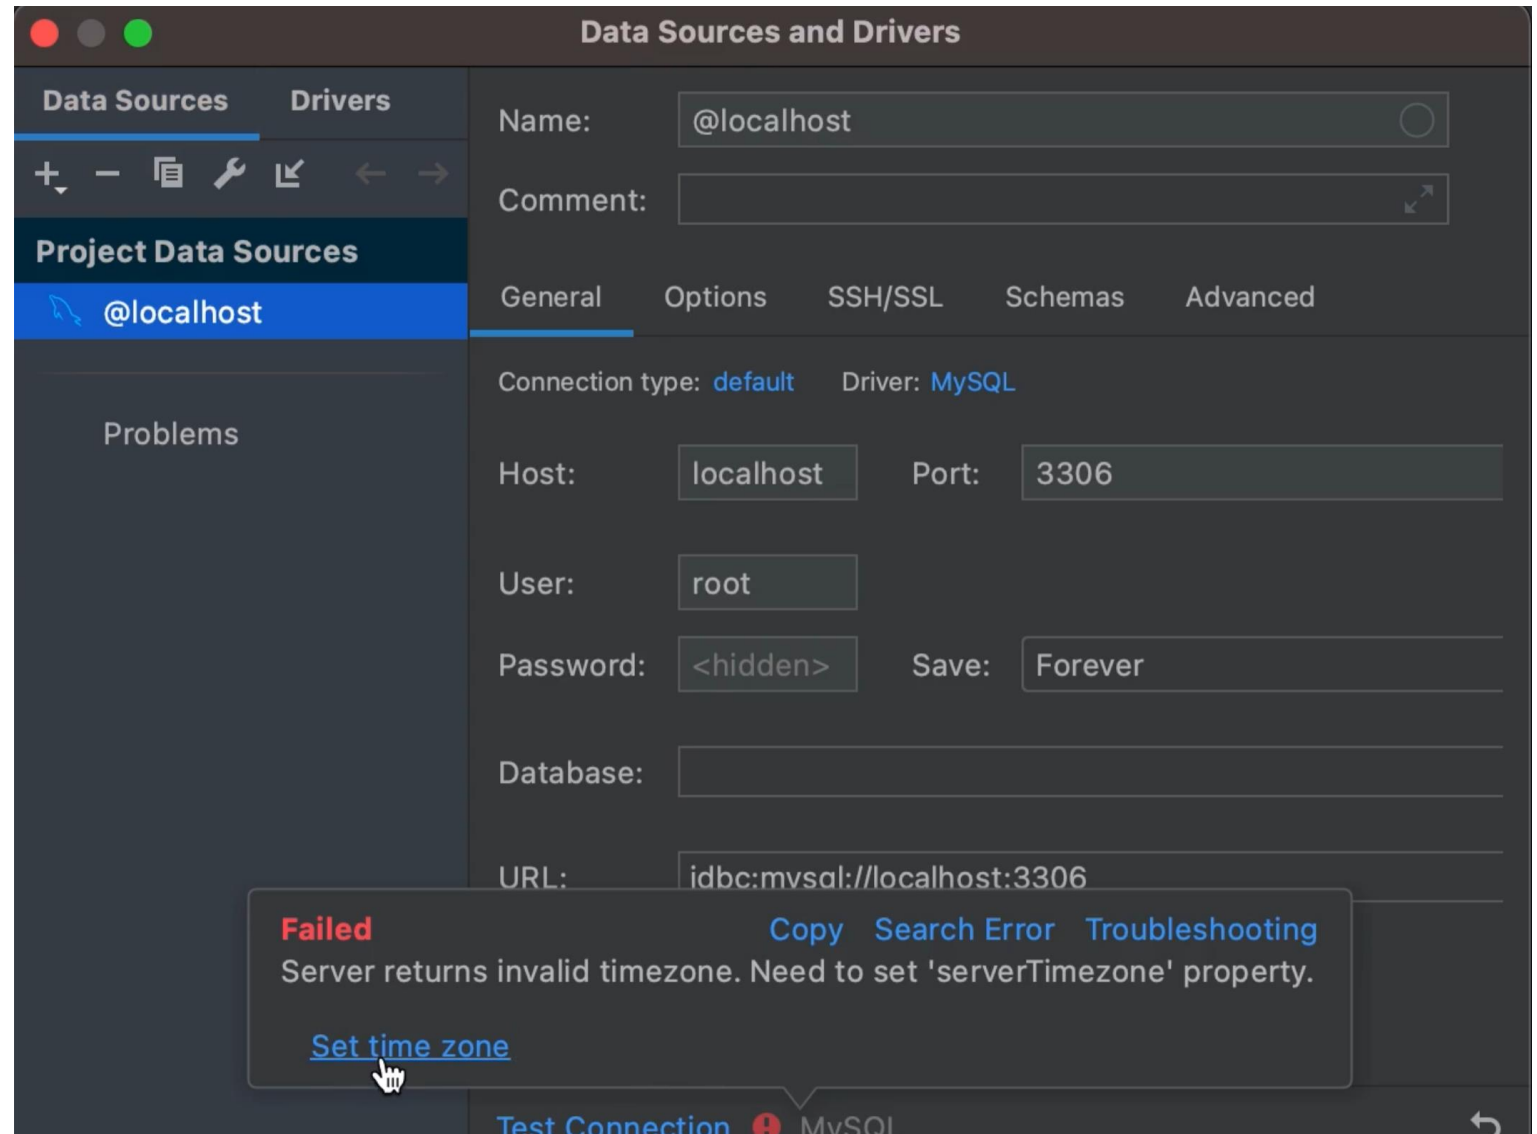 Data Sources and Drivers
Data Sources Drivers
Project Data Sources
@localhost
Problems
Name: @localhost
Comment:
General Options SSH/SSL Schemas Advanced
Connection type: default Driver: MySQL
Host: localhost Port: 3306
User: root
Password: <hidden> Save: Forever
Database:
URL: jdbc:mysql://localhost:3306
Failed Copy Search Error Troubleshooting
Server returns invalid timezone. Need to set 'serverTimezone' property.
Set time zone
Test Connection MySQL